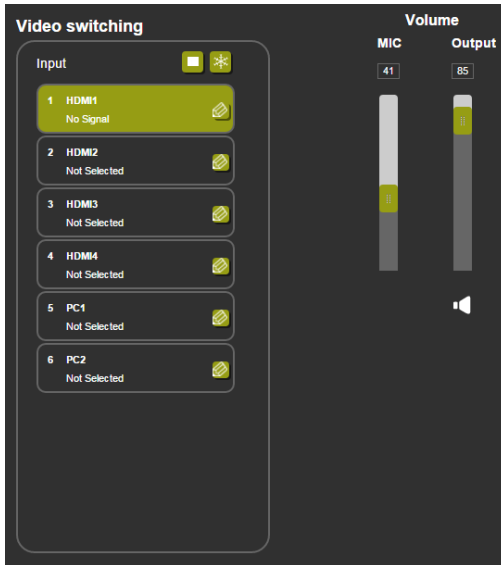 Video switching
Input
1 HDMI1
No Signal
2 HDMI2
Not Selected
3 HDMI3
Not Selected
4 HDMI4
Not Selected
5 PC1
Not Selected
6 PC2
Not Selected
Volume
MIC Output
41 85